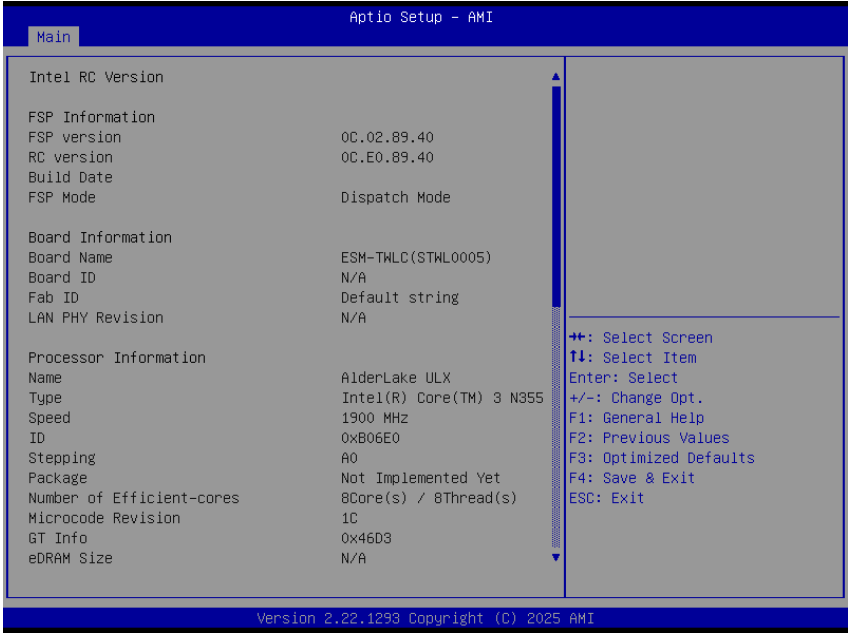 Aptio Setup – AMI
Main
Intel RC Version
FSP Information
FSP version 0C.02.89.40
RC version 0C.E0.89.40
Build Date
FSP Mode Dispatch Mode
Board Information
Board Name ESM-TWLC(STWL0005)
Board ID N/A
Fab ID Default string
LAN PHY Revision N/A
Processor Information
Name AlderLake ULX
Type Intel(R) Core(TM) 3 N355
Speed 1900 MHz
ID 0xB06E0
Stepping A0
Package Not Implemented Yet
Number of Efficient-cores 8Core(s) / 8Thread(s)
Microcode Revision 1C
GT Info 0x46D3
eDRAM Size N/A
→←: Select Screen
↑↓: Select Item
Enter: Select
+/-: Change Opt.
F1: General Help
F2: Previous Values
F3: Optimized Defaults
F4: Save & Exit
ESC: Exit
Version 2.22.1293 Copyright (C) 2025 AMI